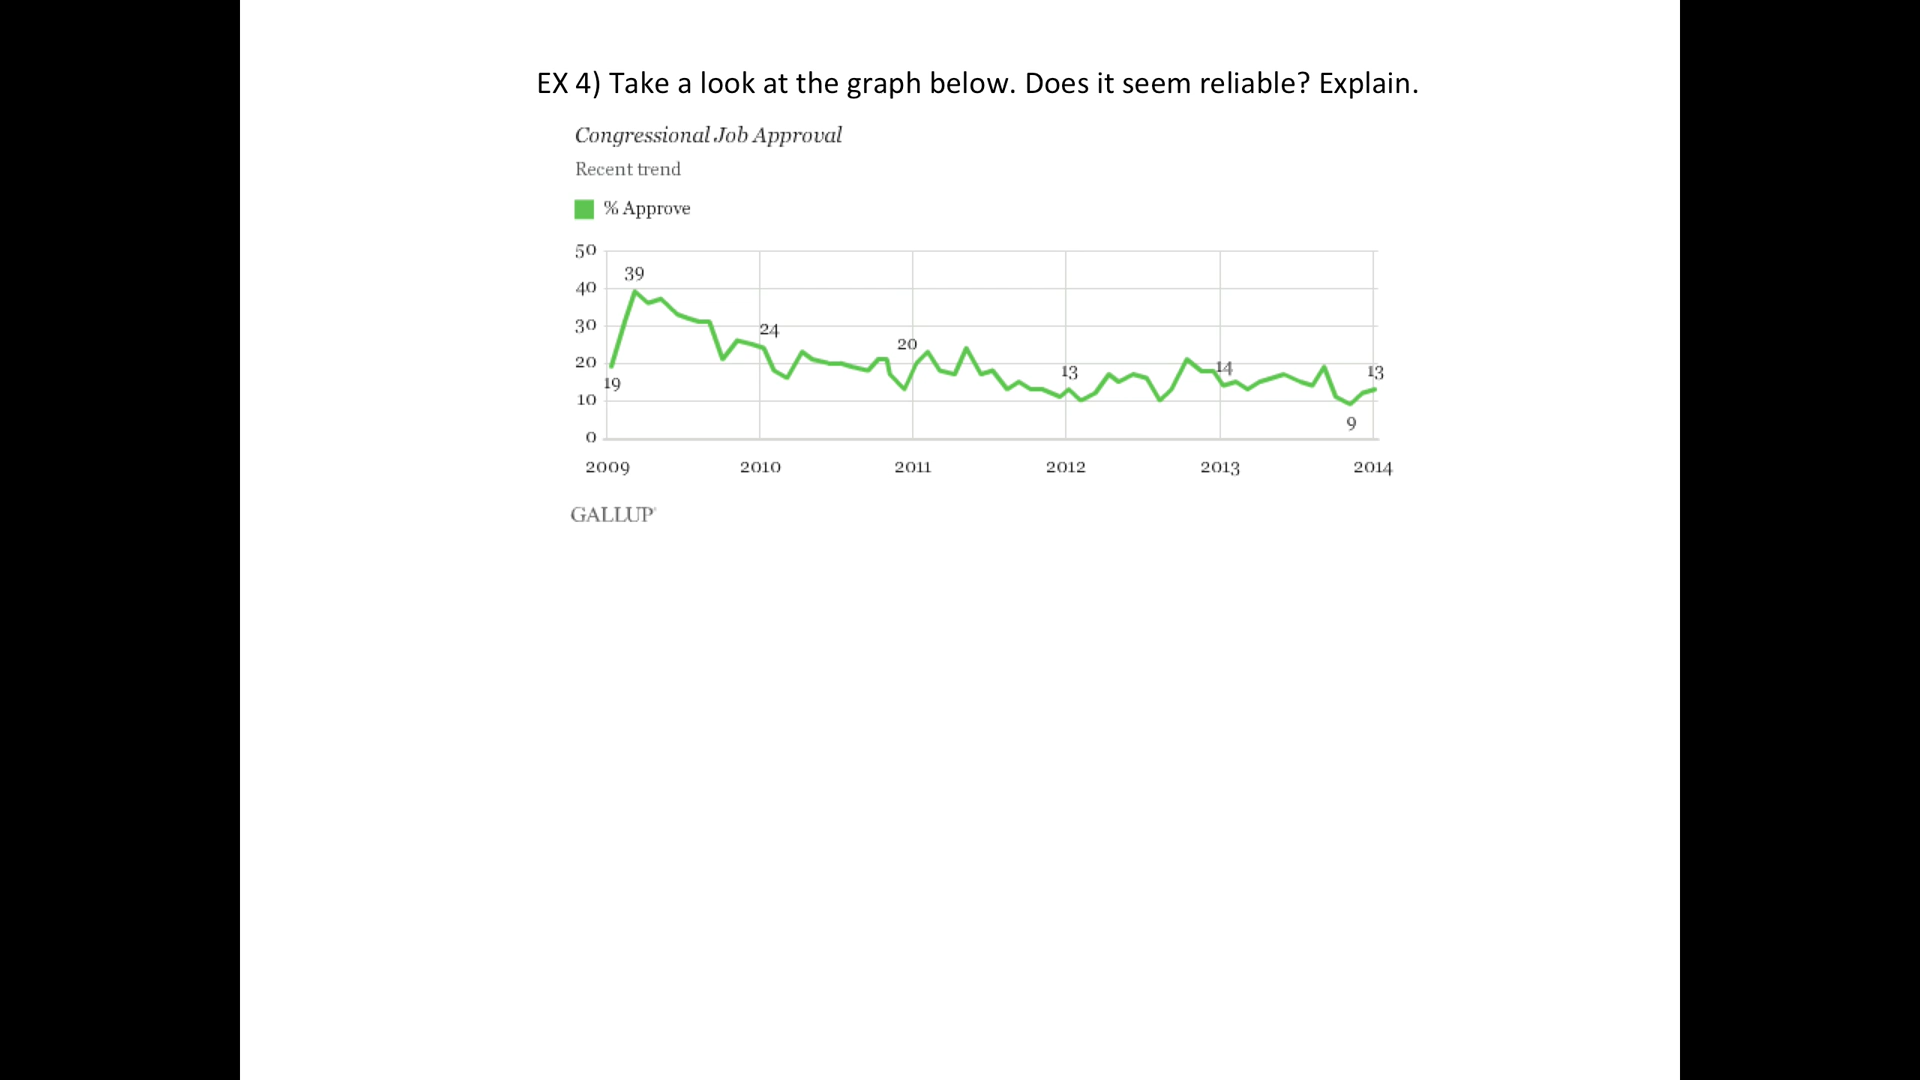 EX 4) Take a look at the graph below. Does it seem reliable? Explain.
Congressional Job Approval
Recent trend
% Approve
50
39
40
30
24
20
20
19
13
14
13
10
9
0
2009 2010 2011 2012 2013 2014
GALLUP